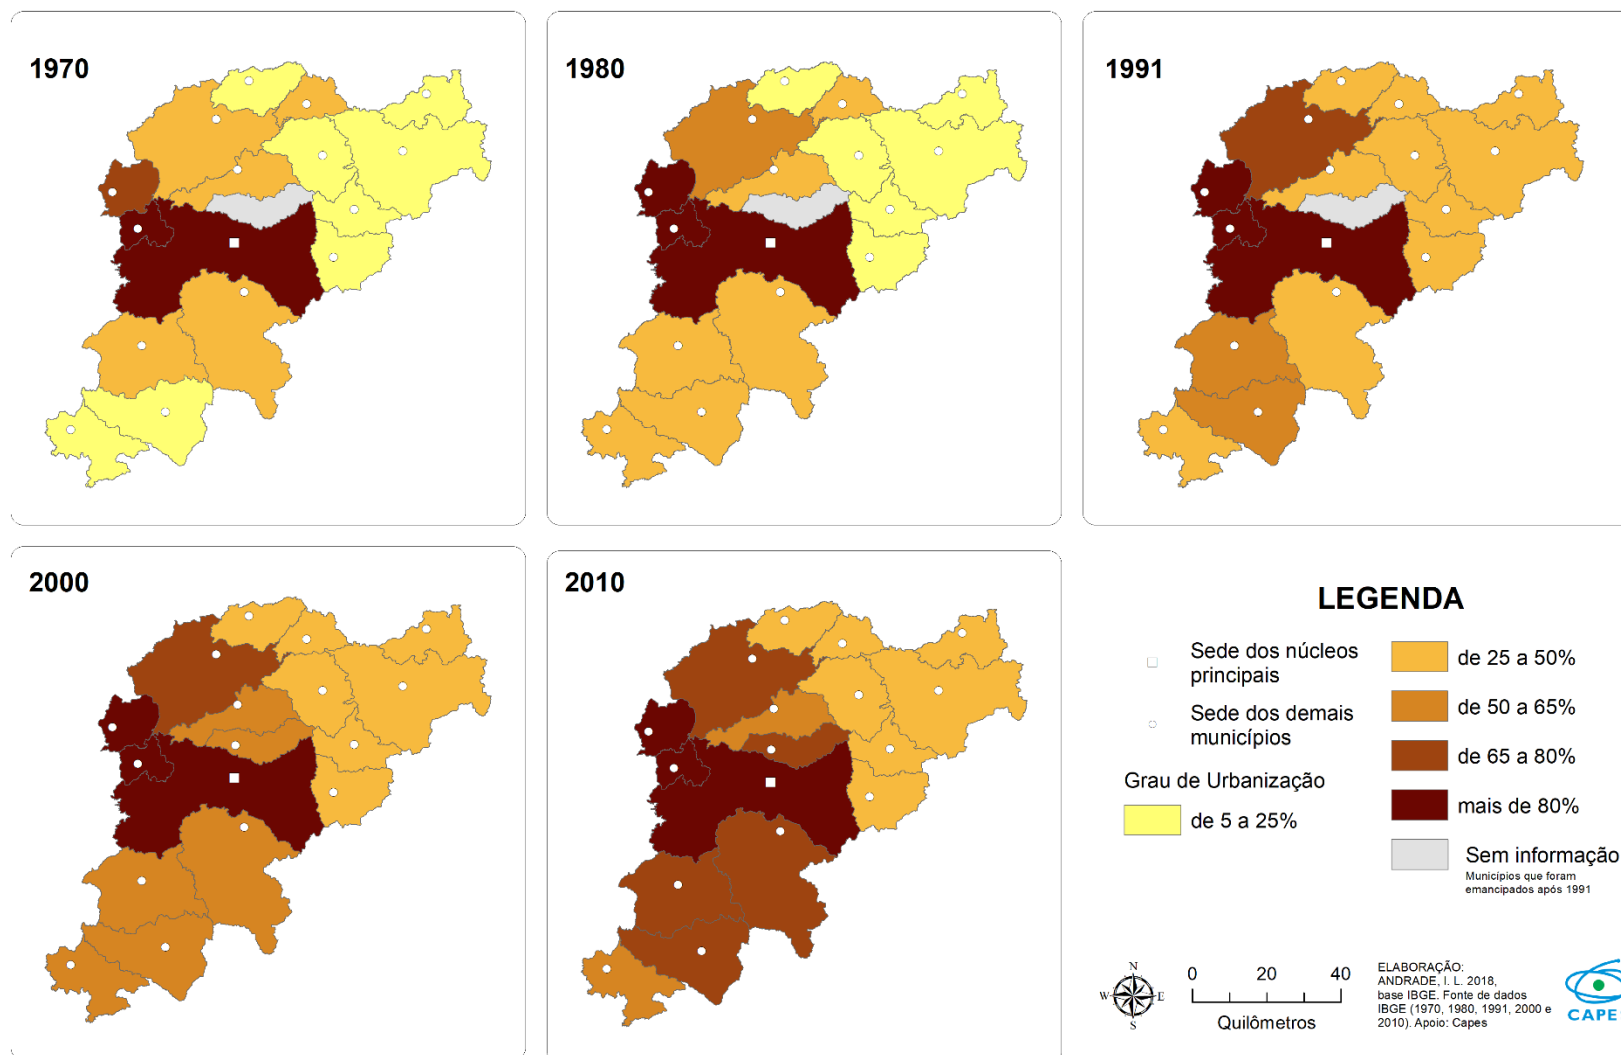 1970
1980
1991
2000
2010
LEGENDA
Sede dos núcleos
principais
Sede dos demais
municípios
Grau de Urbanização
de 5 a 25%
de 25 a 50%
de 50 a 65%
de 65 a 80%
mais de 80%
Sem informação
Municípios que foram
emancipados após 1991
N
W E
S
0 20 40
Quilômetros
ELABORAÇÃO:
ANDRADE, I. L. 2018,
base IBGE. Fonte de dados
IBGE (1970, 1980, 1991, 2000 e
2010). Apoio: Capes
CAPE